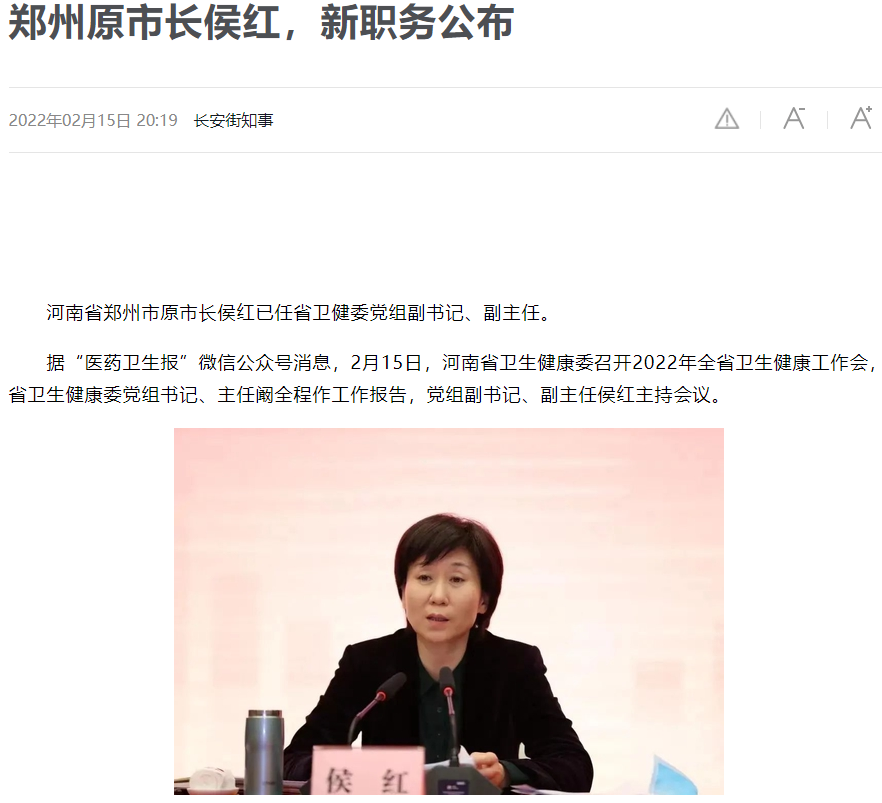 郑州原市长侯红，新职务公布
2022年02月15日 20:19 长安街知事
A-
A+
河南省郑州市原市长侯红已任省卫健委党组副书记、副主任。
据“医药卫生报”微信公众号消息，2月15日，河南省卫生健康委召开2022年全省卫生健康工作会，
省卫生健康委党组书记、主任阚全程作工作报告，党组副书记、副主任侯红主持会议。
侯 红